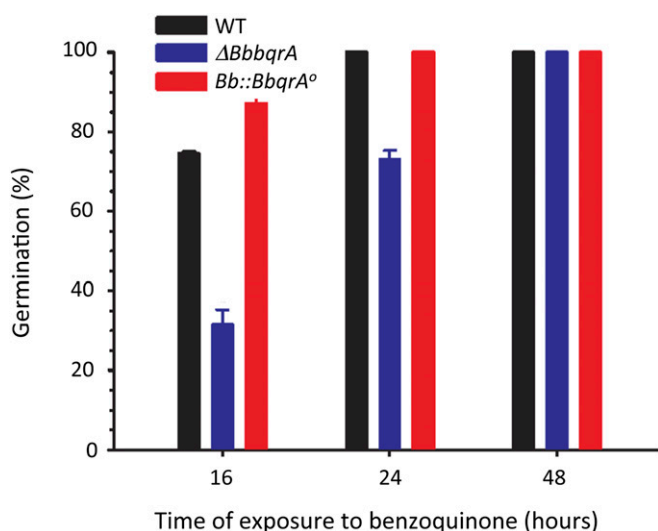 WT
ΔBbbqrA
Bb::BbqrAᵒ
100
80
60
40
20
0
Germination (%)
16 24 48
Time of exposure to benzoquinone (hours)